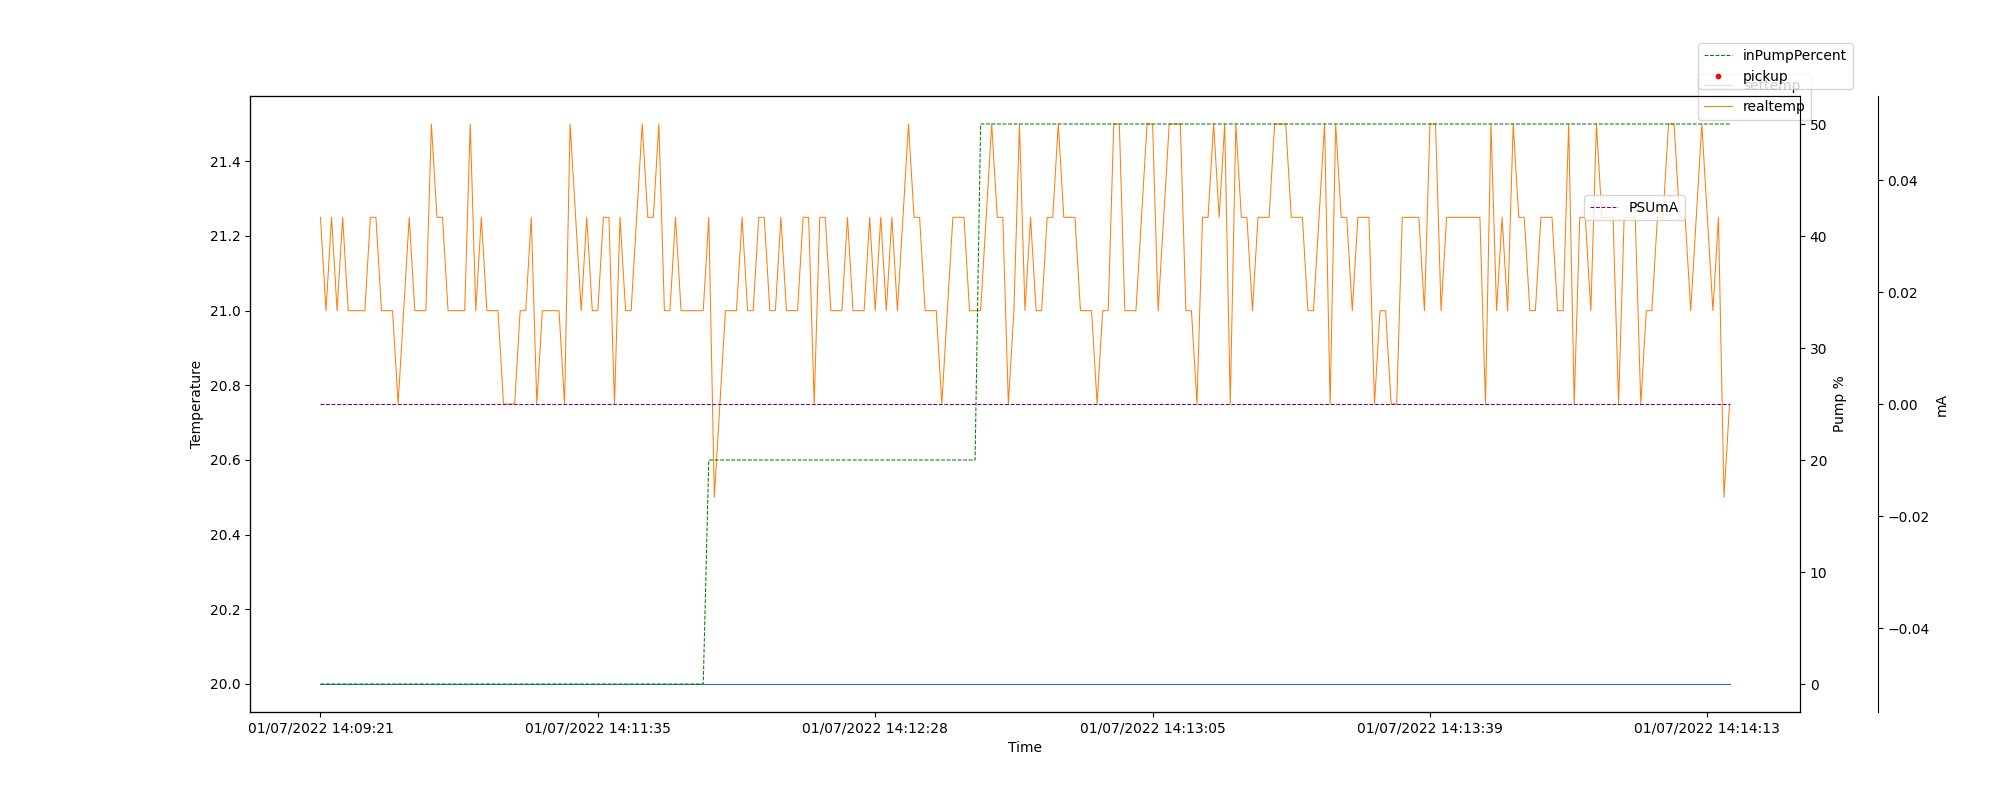 inPumpPercent
pickup
settemp
realtemp
PSUmA
21.4
21.2
21.0
20.8
20.6
20.4
20.2
20.0
Temperature
50
40
30
20
10
0
Pump %
0.04
0.02
0.00
−0.02
−0.04
mA
01/07/2022 14:09:21
01/07/2022 14:11:35
01/07/2022 14:12:28
01/07/2022 14:13:05
01/07/2022 14:13:39
01/07/2022 14:14:13
Time